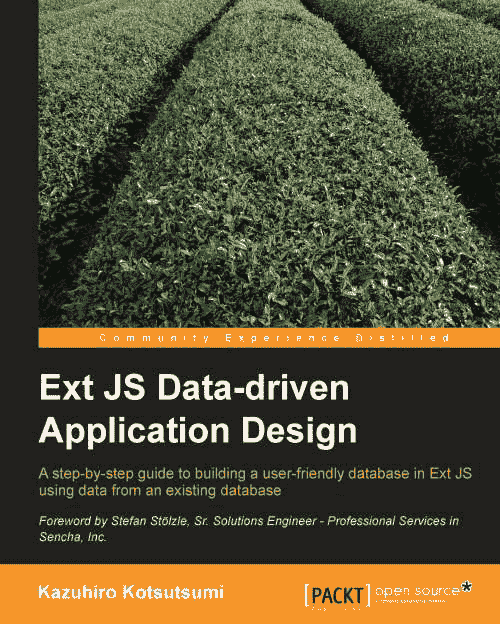 Community Experience Distilled
Ext JS Data-driven
Application Design
A step-by-step guide to building a user-friendly database in Ext JS
using data from an existing database
Foreword by Stefan Stölzle, Sr. Solutions Engineer - Professional Services in
Sencha, Inc.
Kazuhiro Kotsutsumi
[PACKT] open source*